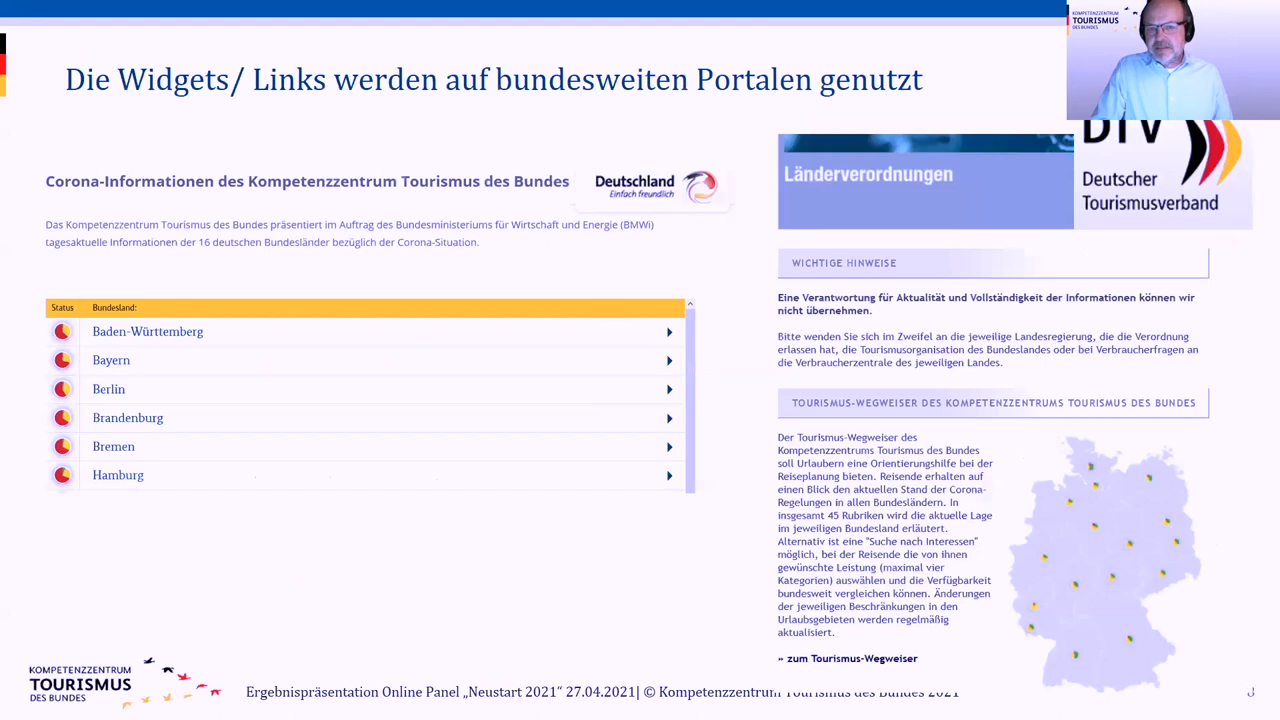 KOMPETENZZENTRUM
TOURISMUS
DES BUNDES
Die Widgets/ Links werden auf bundesweiten Portalen genutzt
Corona-Informationen des Kompetenzzentrum Tourismus des Bundes
Deutschland
Einfach freundlich
Das Kompetenzzentrum Tourismus des Bundes präsentiert im Auftrag des Bundesministeriums für Wirtschaft und Energie (BMWi)
tagesaktuelle Informationen der 16 deutschen Bundesländer bezüglich der Corona-Situation.
Status Bundesland:
Baden-Württemberg
Bayern
Berlin
Brandenburg
Bremen
Hamburg
Länderverordnungen
DTV
Deutscher
Tourismusverband
WICHTIGE HINWEISE
Eine Verantwortung für Aktualität und Vollständigkeit der Informationen können wir
nicht übernehmen.
Bitte wenden Sie sich im Zweifel an die jeweilige Landesregierung, die die Verordnung
erlassen hat, die Tourismusorganisation des Bundeslandes oder bei Verbraucherfragen an
die Verbraucherzentrale des jeweiligen Landes.
TOURISMUS-WEGWEISER DES KOMPETENZZENTRUMS TOURISMUS DES BUNDES
Der Tourismus-Wegweiser des
Kompetenzzentrums Tourismus des Bundes
soll Urlaubern eine Orientierungshilfe bei der
Reiseplanung bieten. Reisende erhalten auf
einen Blick den aktuellen Stand der Corona-
Regelungen in allen Bundesländern. In
insgesamt 45 Rubriken wird die aktuelle Lage
im jeweiligen Bundesland erläutert.
Alternativ ist eine "Suche nach Interessen"
möglich, bei der Reisende die von ihnen
gewünschte Leistung (maximal vier
Kategorien) auswählen und die Verfügbarkeit
bundesweit vergleichen können. Änderungen
der jeweiligen Beschränkungen in den
Urlaubsgebieten werden regelmäßig
aktualisiert.
» zum Tourismus-Wegweiser
KOMPETENZZENTRUM
TOURISMUS
DES BUNDES
Ergebnispräsentation Online Panel „Neustart 2021“ 27.04.2021| © Kompetenzzentrum Tourismus des Bundes 2021